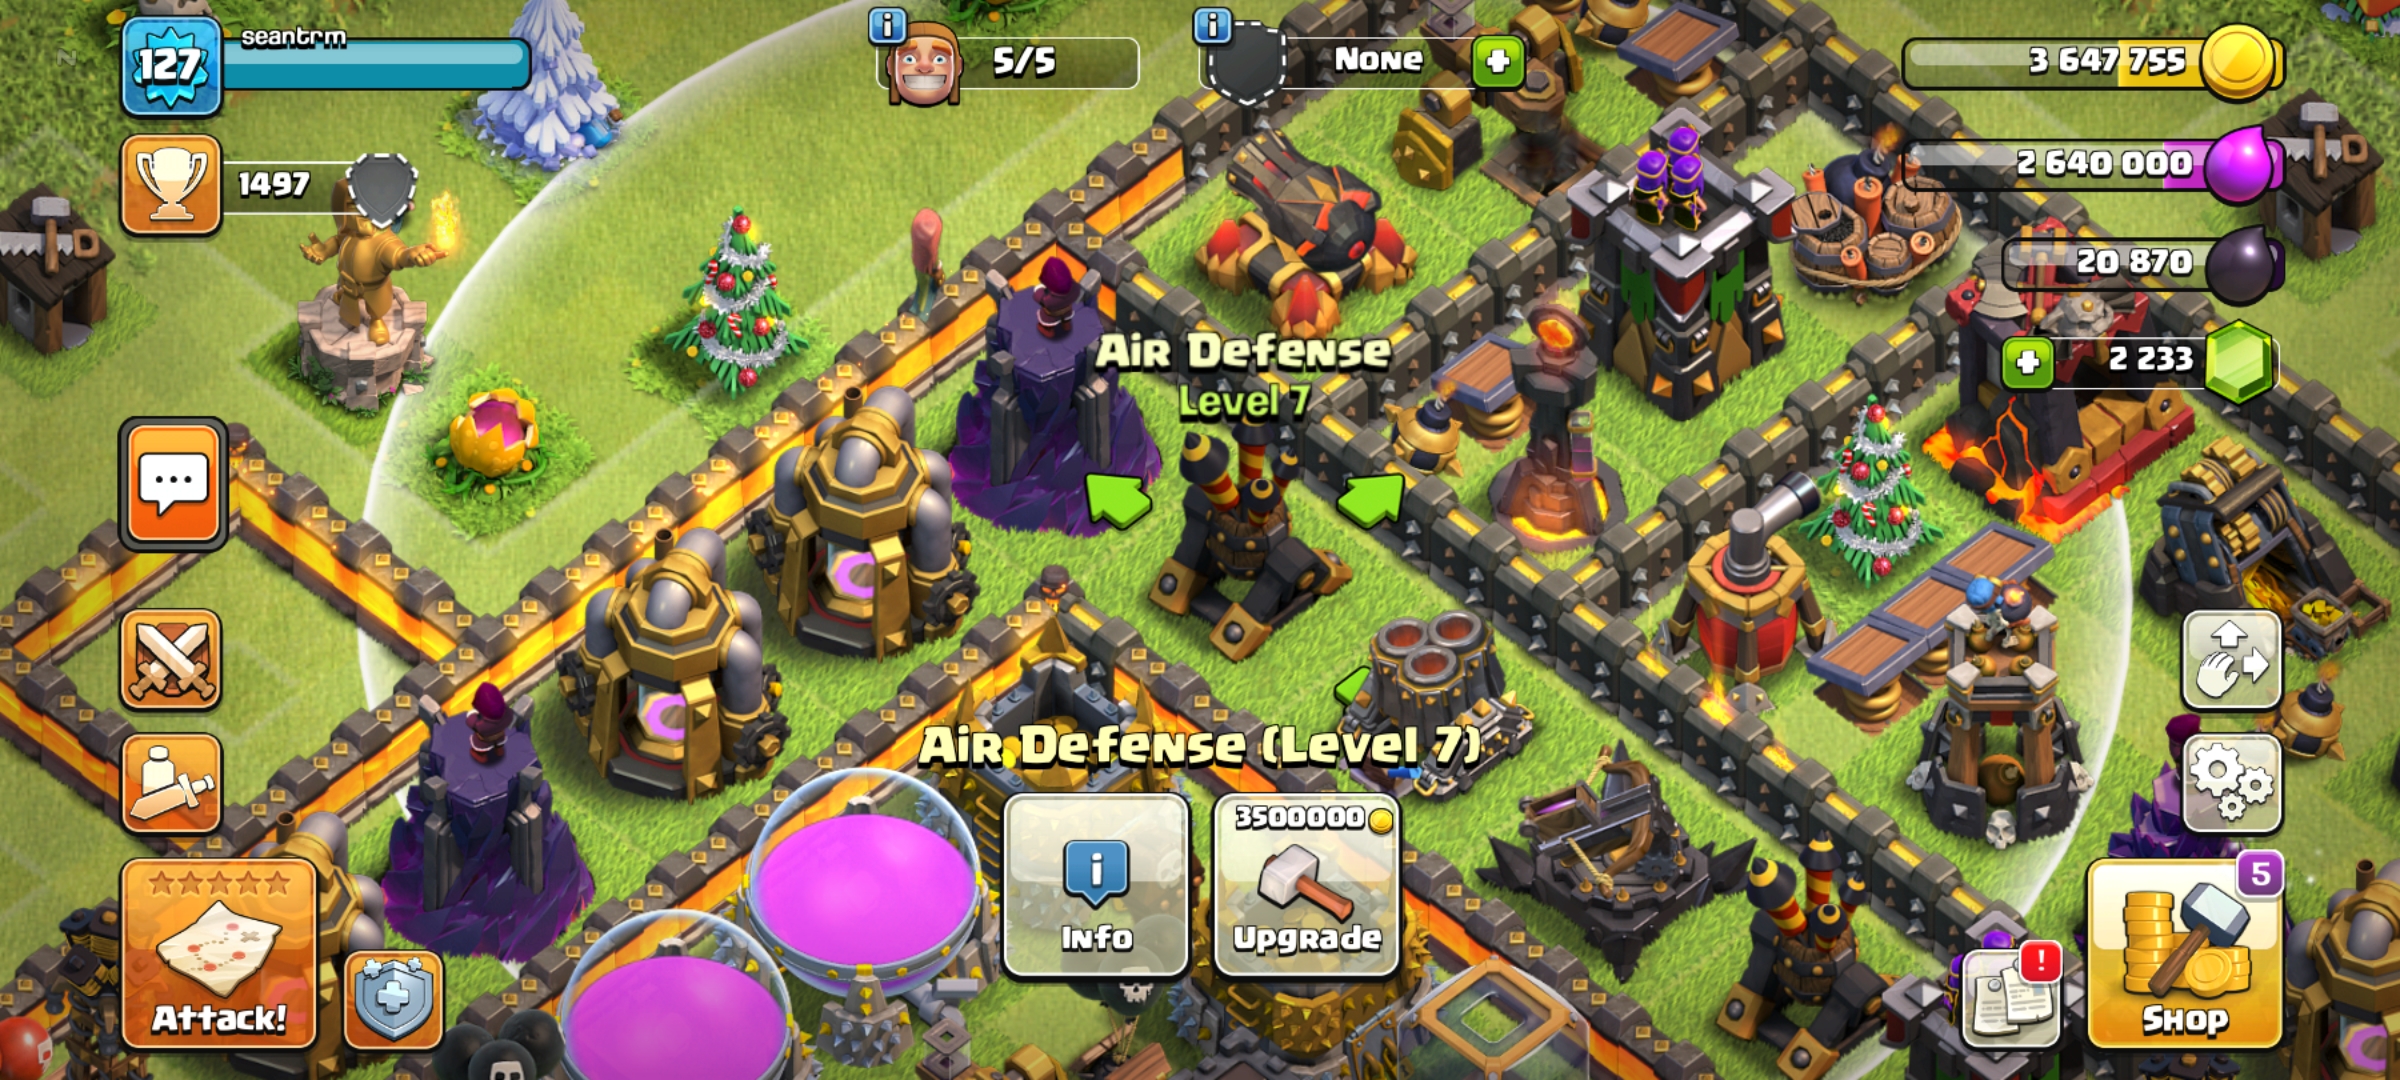 seantrm
127
5/5
None
3 647 755
1497
2 640 000
20 870
2 233
Air Defense
Level 7
Air Defense (Level 7)
3500000
Info
Upgrade
Attack!
5
!
Shop